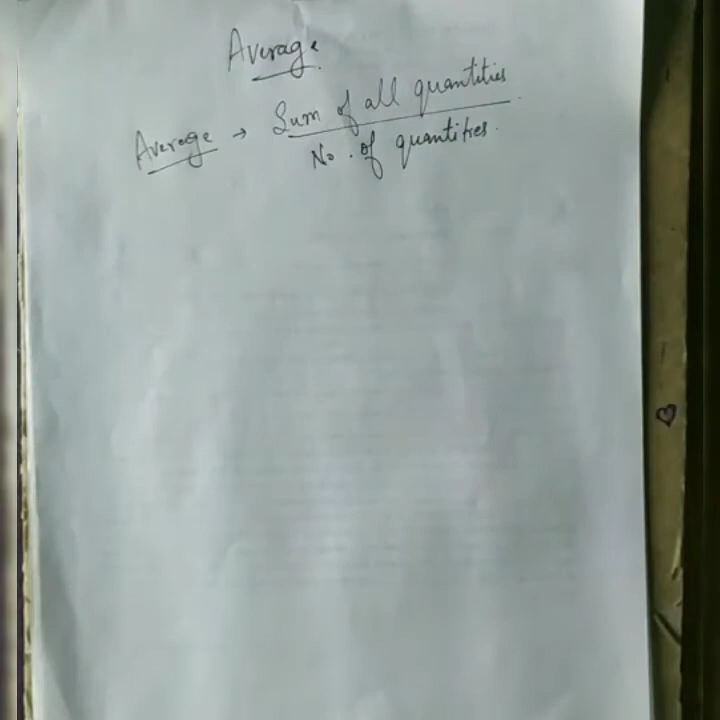 Average
Average → Sum of all quantities
No. of quantities.